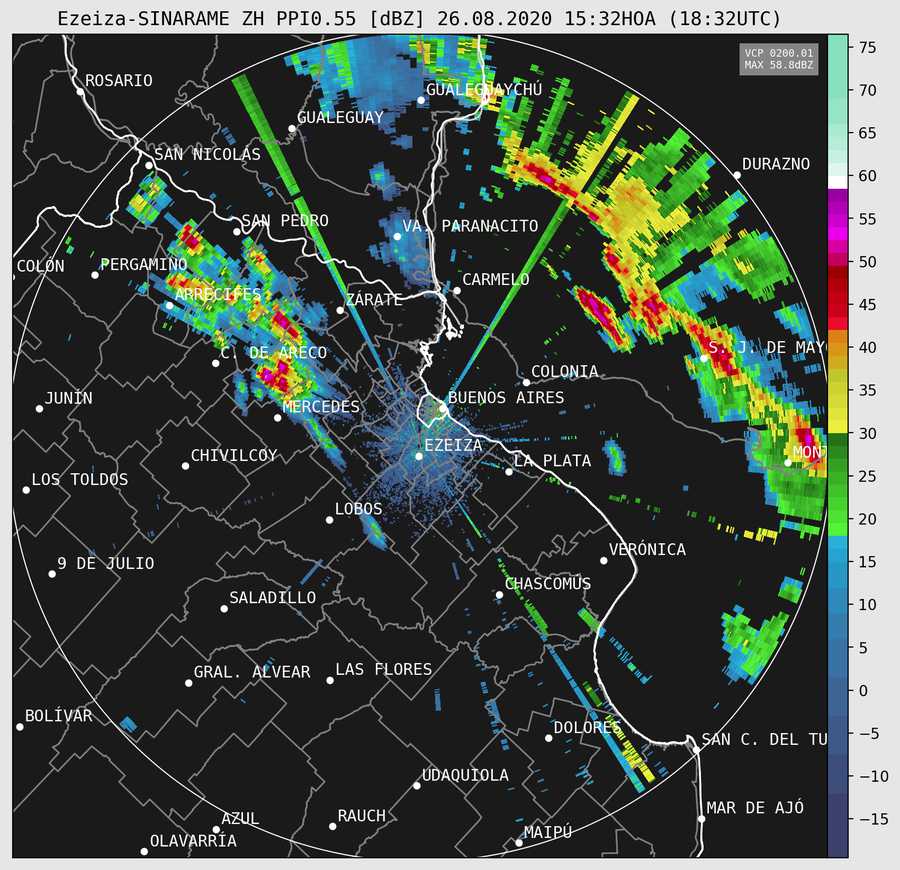 Ezeiza-SINARAME ZH PPI0.55 [dBZ] 26.08.2020 15:32HOA (18:32UTC)
VCP 0200.01
MAX 58.8dBZ
75
ROSARIO
GUALEGUAYCHÚ
70
GUALEGUAY
65
SAN NICOLAS
DURAZNO
60
SAN PEDRO
VA. PARANACITO
55
COLÓN
PERGAMINO
50
CARMELO
ARRECIFES
ZÁRATE
45
C. DE ARECO
S. J. DE MAY
40
COLONIA
35
JUNÍN
MERCEDES
BUENOS AIRES
30
EZEIZA
CHIVILCOY
LA PLATA
MON
25
LOS TOLDOS
LOBOS
20
VERÓNICA
9 DE JULIO
15
CHASCOMÚS
SALADILLO
10
5
GRAL. ALVEAR
LAS FLORES
0
BOLÍVAR
DOLORES
−5
SAN C. DEL TU
UDAQUIOLA
−10
MAR DE AJÓ
AZUL
RAUCH
−15
MAIPÚ
OLAVARRÍA